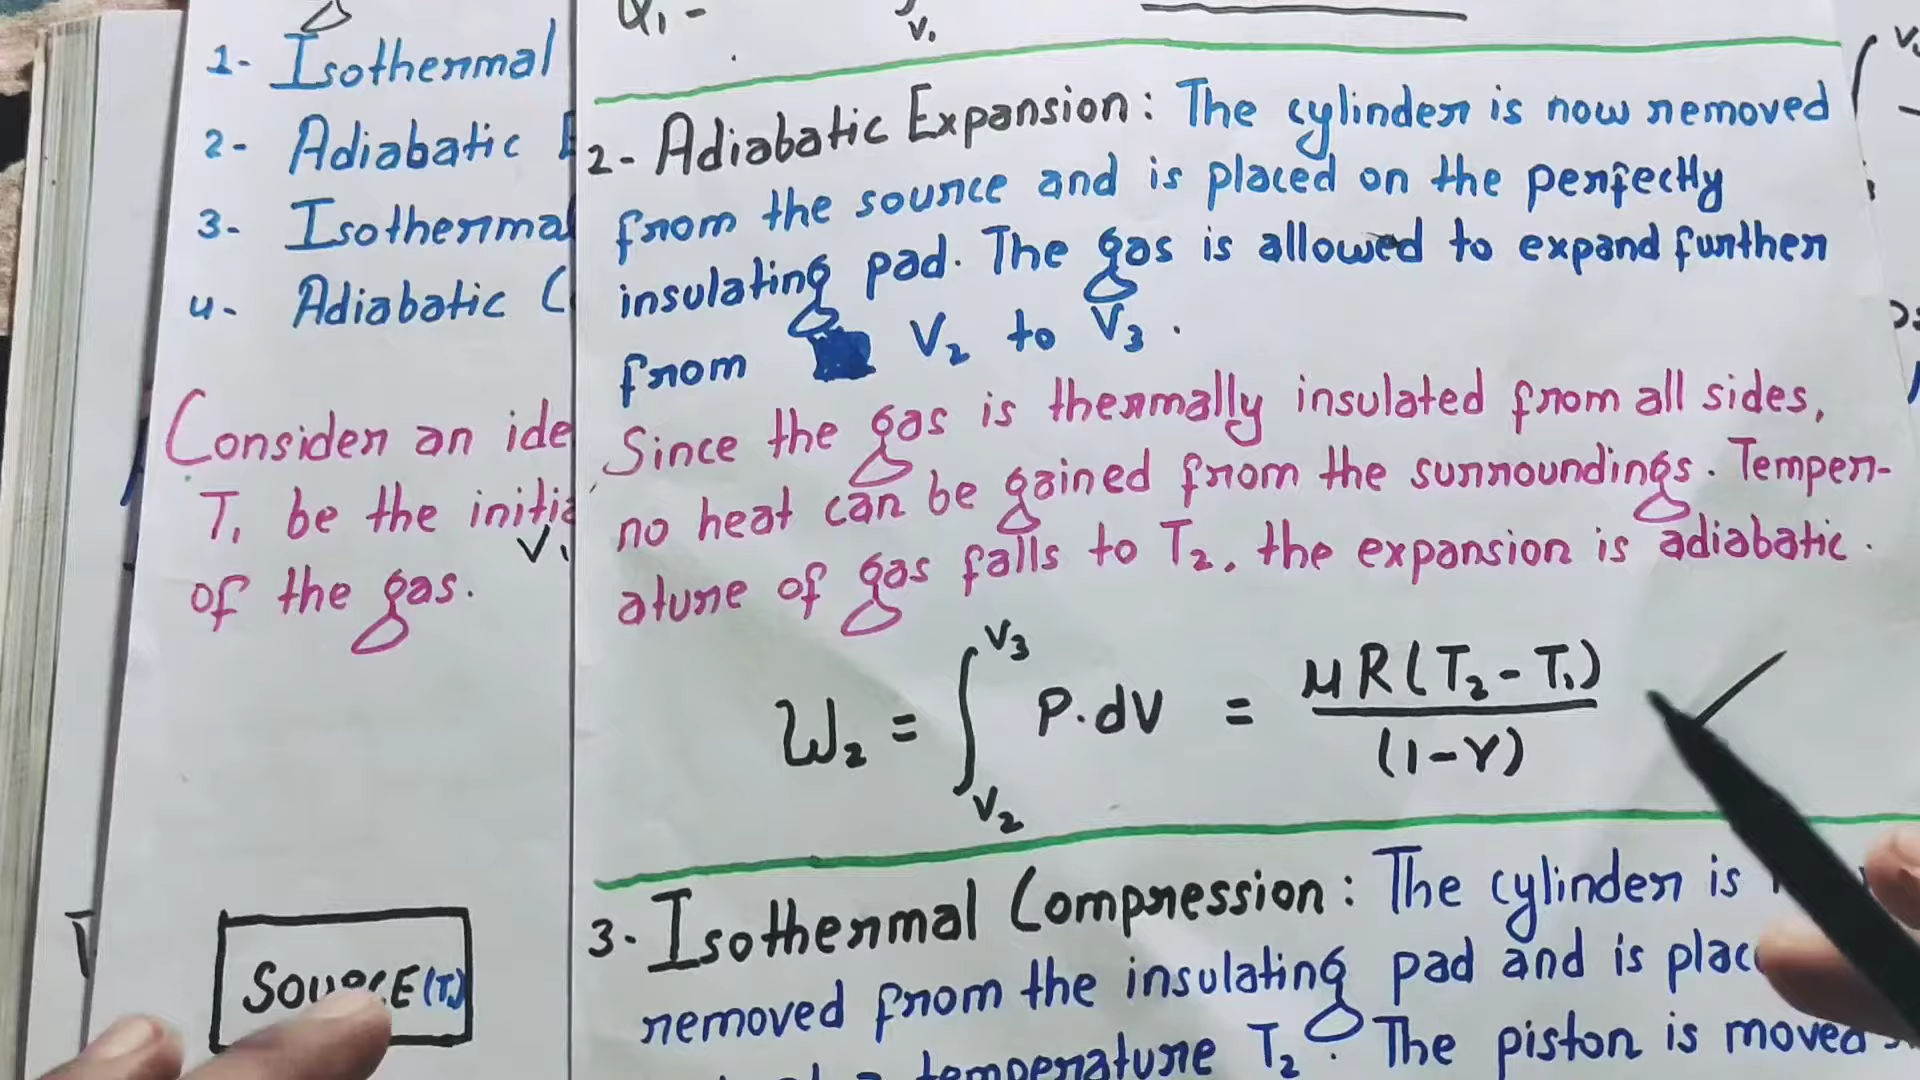 1- Isothermal
2- Adiabatic
3- Isothermal
4- Adiabatic
Consider an
T₁ be the
V₁
of the gas.
SOURCE (T₁)
Q₁ -
V₁
2- Adiabatic Expansion: The cylinder is now removed
from the source and is placed on the perfectly
insulating pad. The gas is allowed to expand further
from V₂ to V₃.
Since the gas is thermally insulated from all sides,
no heat can be gained from the surroundings. Temper-
ature of gas falls to T₂, the expansion is adiabatic.
W₂ = ∫_{V₂}^{V₃} P.dV = μR(T₂-T₁)/(1-γ)
3- Isothermal Compression: The cylinder is
removed from the insulating pad and is
temperature T₂. The piston is moved